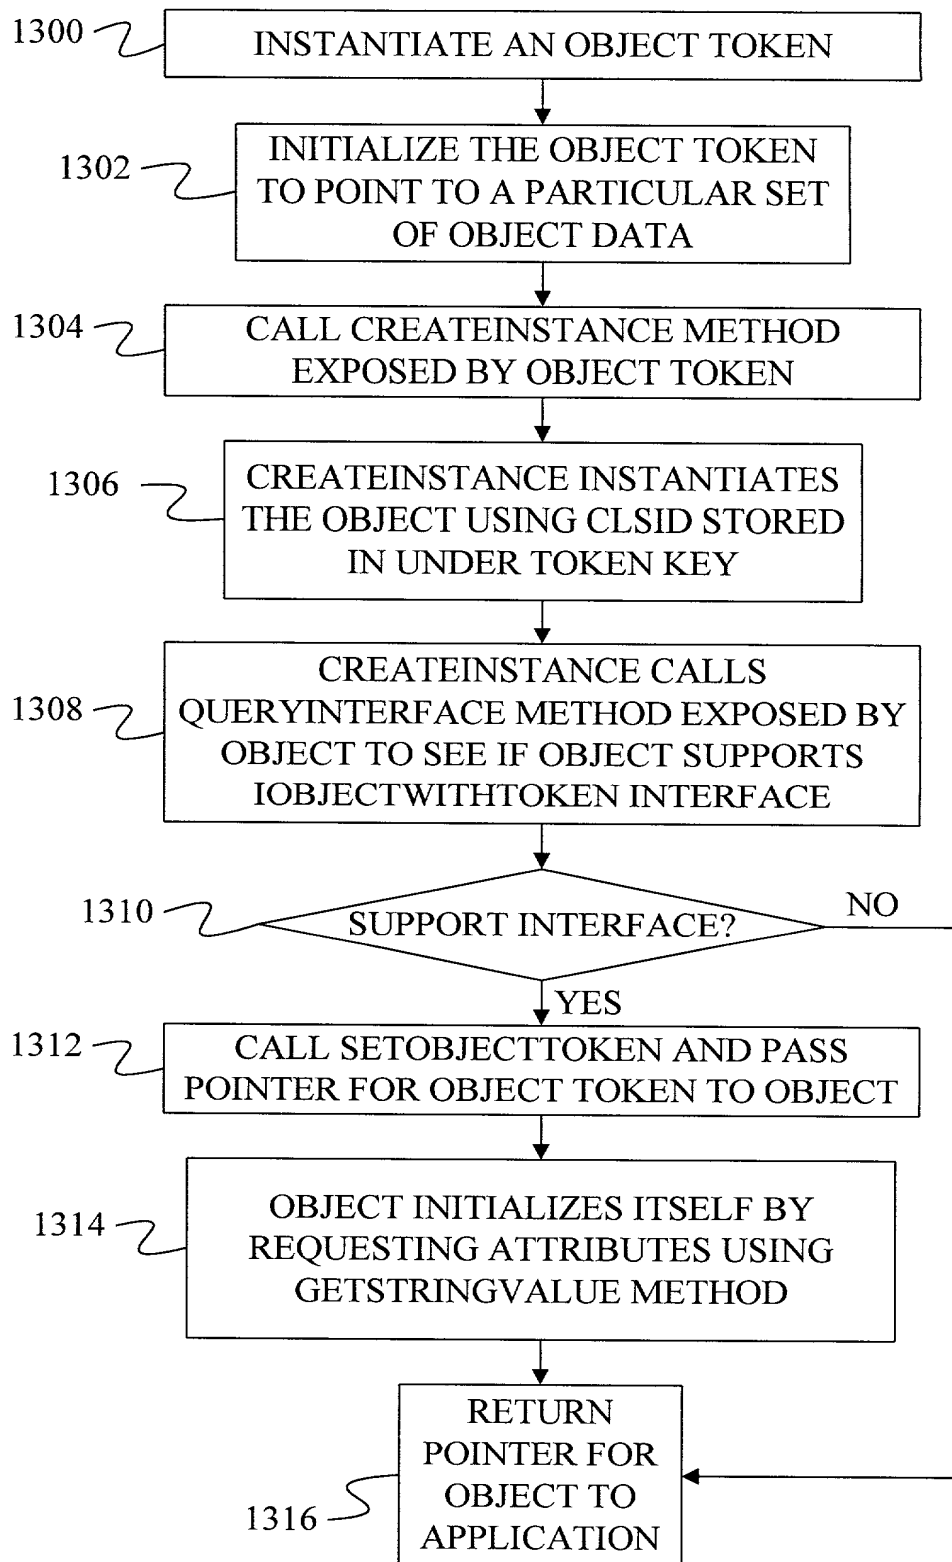 1300
INSTANTIATE AN OBJECT TOKEN
1302
INITIALIZE THE OBJECT TOKEN
TO POINT TO A PARTICULAR SET
OF OBJECT DATA
1304
CALL CREATEINSTANCE METHOD
EXPOSED BY OBJECT TOKEN
1306
CREATEINSTANCE INSTANTIATES
THE OBJECT USING CLSID STORED
IN UNDER TOKEN KEY
1308
CREATEINSTANCE CALLS
QUERYINTERFACE METHOD EXPOSED BY
OBJECT TO SEE IF OBJECT SUPPORTS
IOBJECTWITHTOKEN INTERFACE
1310
SUPPORT INTERFACE?
NO
YES
1312
CALL SETOBJECTTOKEN AND PASS
POINTER FOR OBJECT TOKEN TO OBJECT
1314
OBJECT INITIALIZES ITSELF BY
REQUESTING ATTRIBUTES USING
GETSTRINGVALUE METHOD
1316
RETURN
POINTER FOR
OBJECT TO
APPLICATION